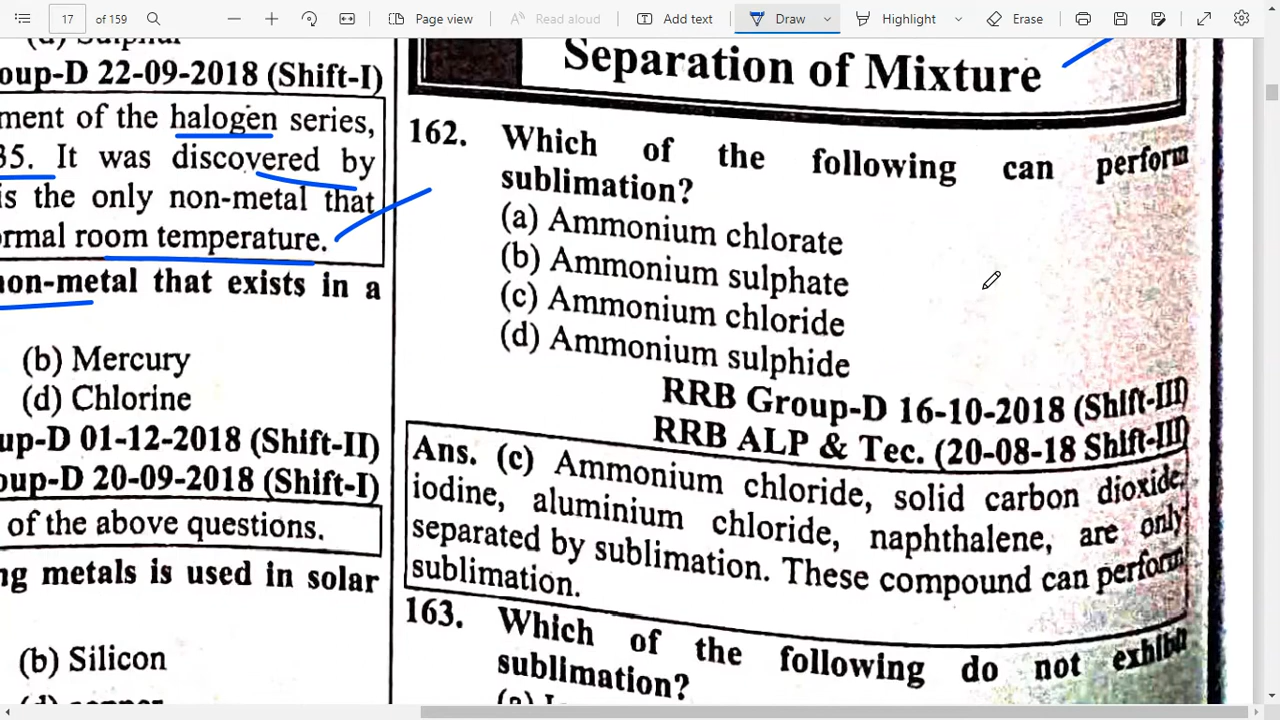 17 of 159 Page view Read aloud Add text Draw Highlight Erase
oup-D 22-09-2018 (Shift-I)
ment of the halogen series,
35. It was discovered by
is the only non-metal that
ormal room temperature.
non-metal that exists in a
(b) Mercury
(d) Chlorine
up-D 01-12-2018 (Shift-II)
oup-D 20-09-2018 (Shift-I)
of the above questions.
ng metals is used in solar
(b) Silicon
Separation of Mixture
162. Which of the following can perform
sublimation?
(a) Ammonium chlorate
(b) Ammonium sulphate
(c) Ammonium chloride
(d) Ammonium sulphide
RRB Group-D 16-10-2018 (Shift-III)
RRB ALP & Tec. (20-08-18 Shift-III)
Ans. (c) Ammonium chloride, solid carbon dioxide,
iodine, aluminium chloride, naphthalene, are only
separated by sublimation. These compound can perform
sublimation.
163. Which of the following do not exhibit
sublimation?